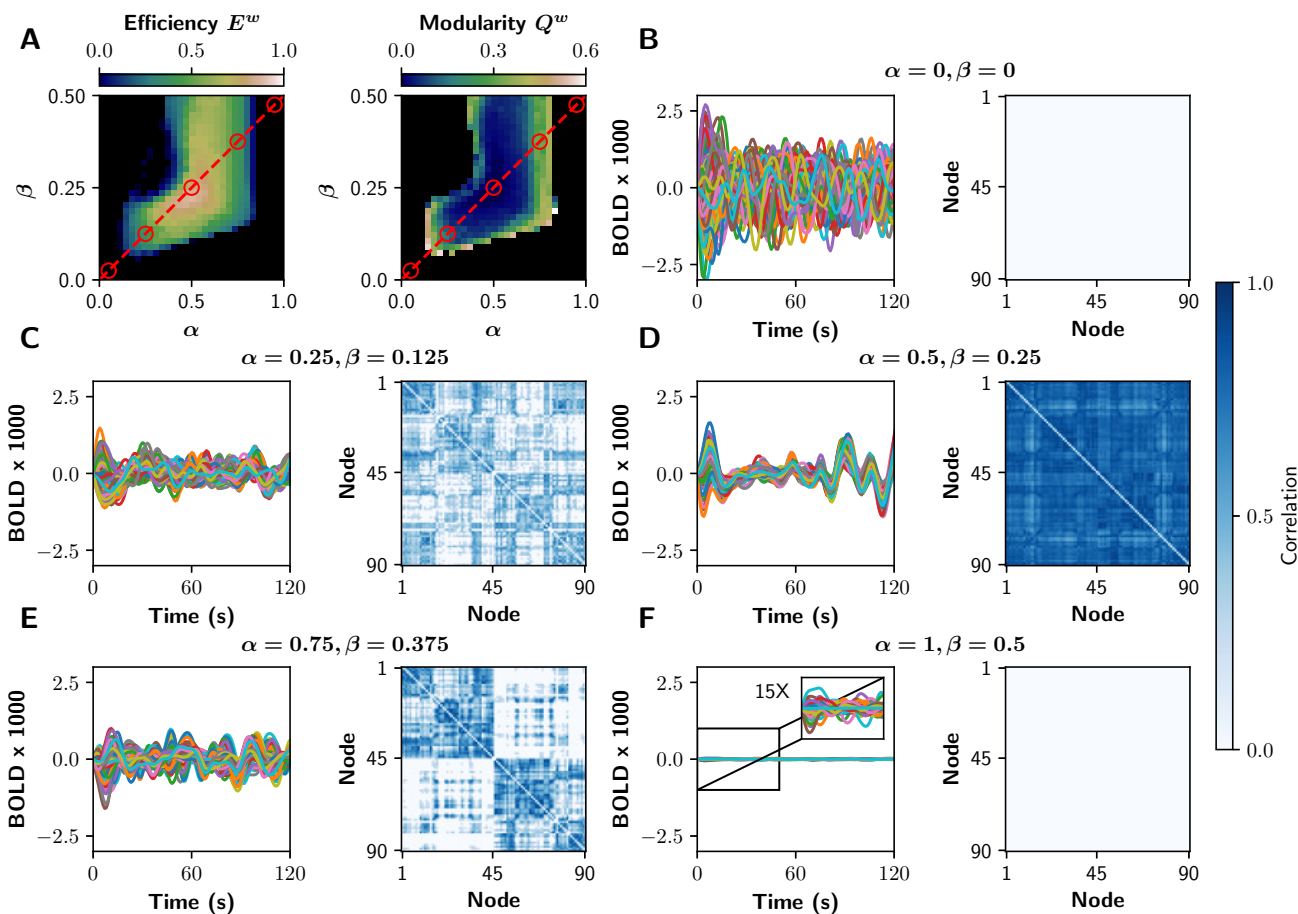 A
Efficiency E^w
0.0 0.5 1.0
β
0.50
0.25
0.0
0.0 0.5 1.0
α
Modularity Q^w
0.0 0.3 0.6
β
0.50
0.25
0.0
0.0 0.5 1.0
α
B
α = 0, β = 0
BOLD x 1000
2.5
0.0
−2.5
0 60 120
Time (s)
Node
1
45
90
1 45 90
Node
C
α = 0.25, β = 0.125
BOLD x 1000
2.5
0.0
−2.5
0 60 120
Time (s)
Node
1
45
90
1 45 90
Node
D
α = 0.5, β = 0.25
BOLD x 1000
2.5
0.0
−2.5
0 60 120
Time (s)
Node
1
45
90
1 45 90
Node
E
α = 0.75, β = 0.375
BOLD x 1000
2.5
0.0
−2.5
0 60 120
Time (s)
Node
1
45
90
1 45 90
Node
F
α = 1, β = 0.5
BOLD x 1000
2.5
0.0
−2.5
15X
0 60 120
Time (s)
Node
1
45
90
1 45 90
Node
1.0
0.5
0.0
Correlation